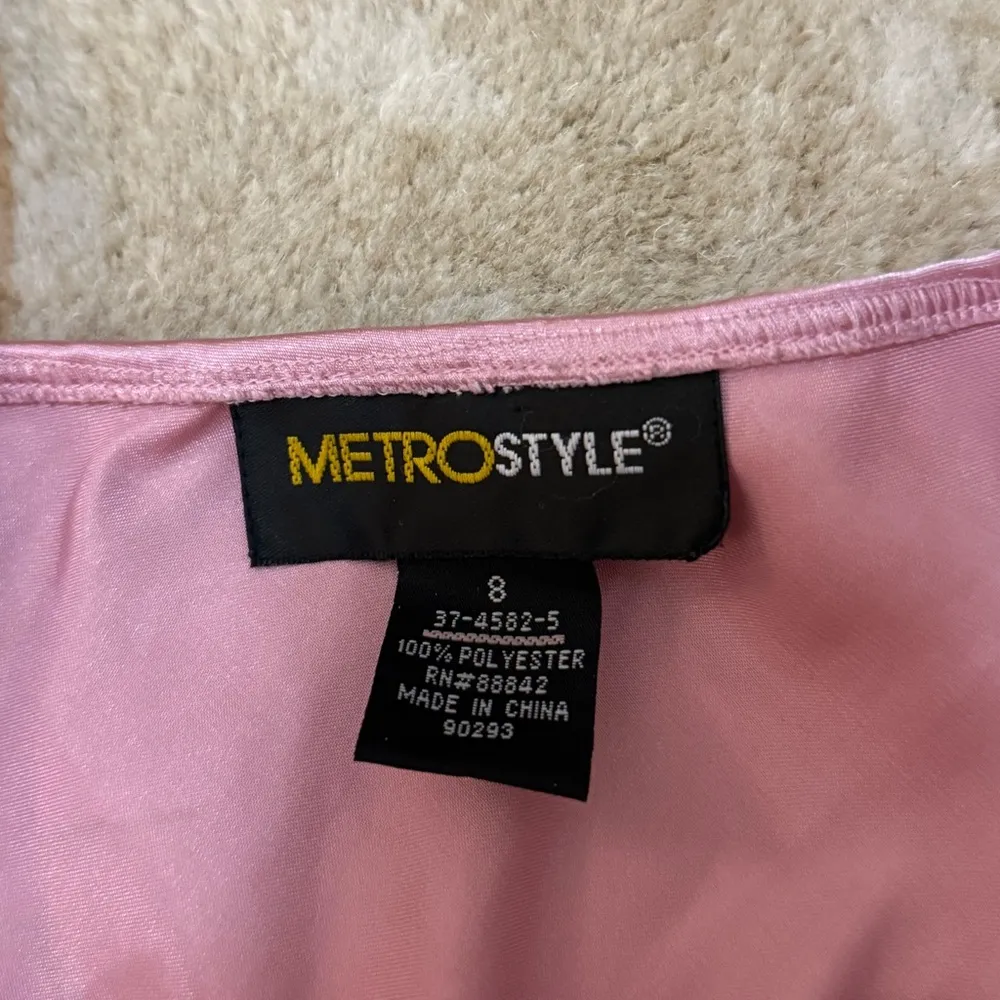 METROSTYLE®
8
37-4582-5
100% POLYESTER
RN#88842
MADE IN CHINA
90293